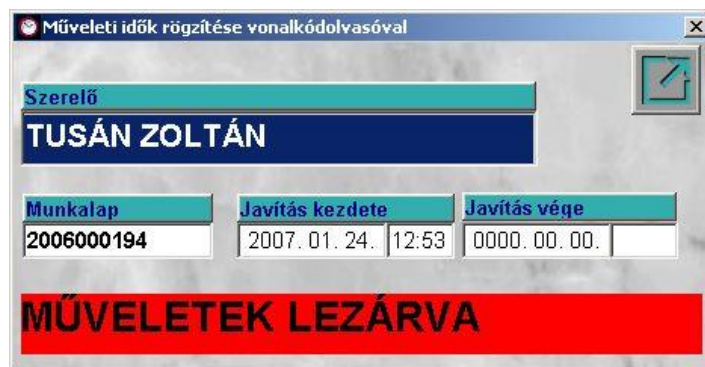 Műveleti idők rögzítése vonalkódolvasóval
Szerelő
TUSÁN ZOLTÁN
Munkalap Javítás kezdete Javítás vége
2006000194 2007. 01. 24. 12:53 0000. 00. 00.
MŰVELETEK LEZÁRVA